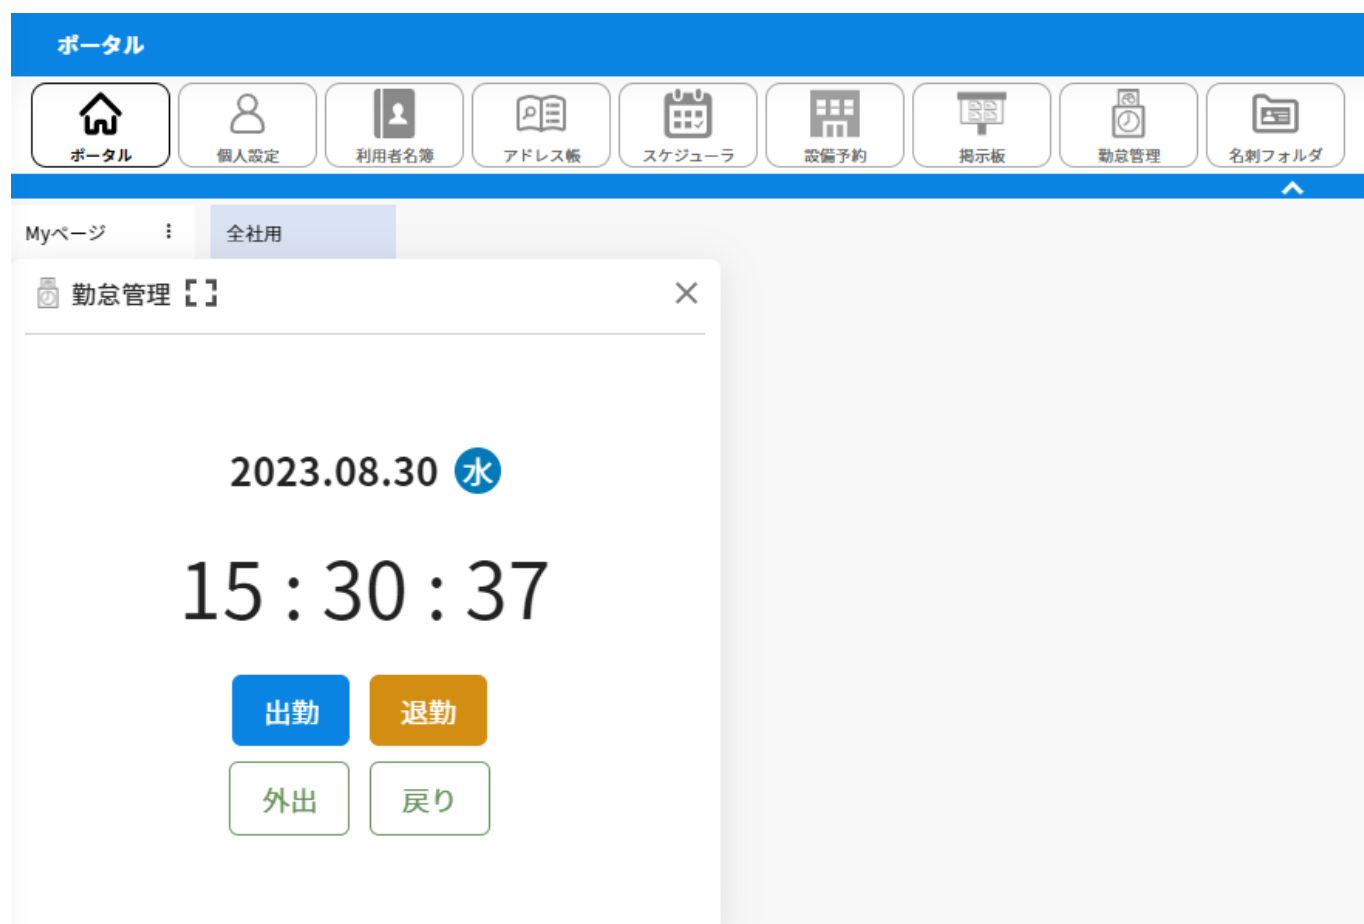 ポータル
ポータル 個人設定 利用者名簿 アドレス帳 スケジューラ 設備予約 掲示板 勤怠管理 名刺フォルダ
Myページ 全社用
勤怠管理
2023.08.30 水
15 : 30 : 37
出勤 退勤
外出 戻り